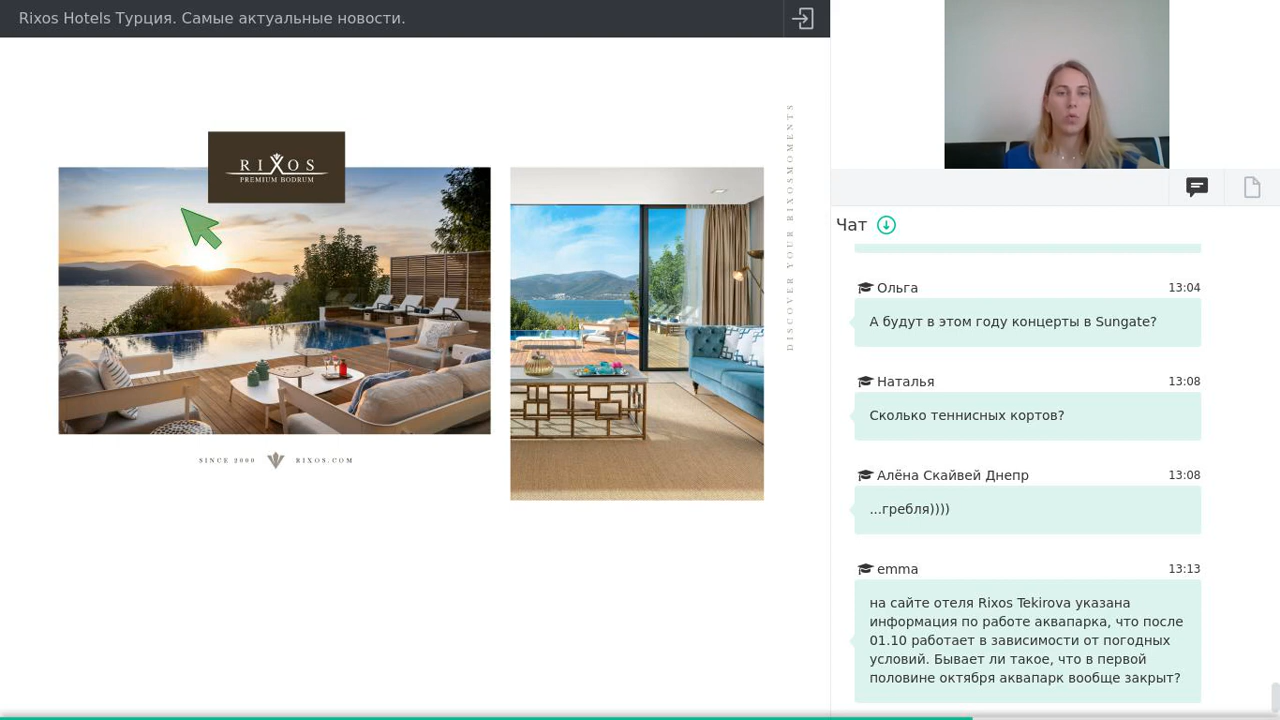 Rixos Hotels Турция. Самые актуальные новости.
RIXOS
PREMIUM BODRUM
DISCOVER YOUR RIXOSMOMENTS
SINCE 2000 RIXOS.COM
Чат
Ольга 13:04
А будут в этом году концерты в Sungate?
Наталья 13:08
Сколько теннисных кортов?
Алёна Скайвей Днепр 13:08
...гребля))))
emma 13:13
на сайте отеля Rixos Tekirova указана
информация по работе аквапарка, что после
01.10 работает в зависимости от погодных
условий. Бывает ли такое, что в первой
половине октября аквапарк вообще закрыт?